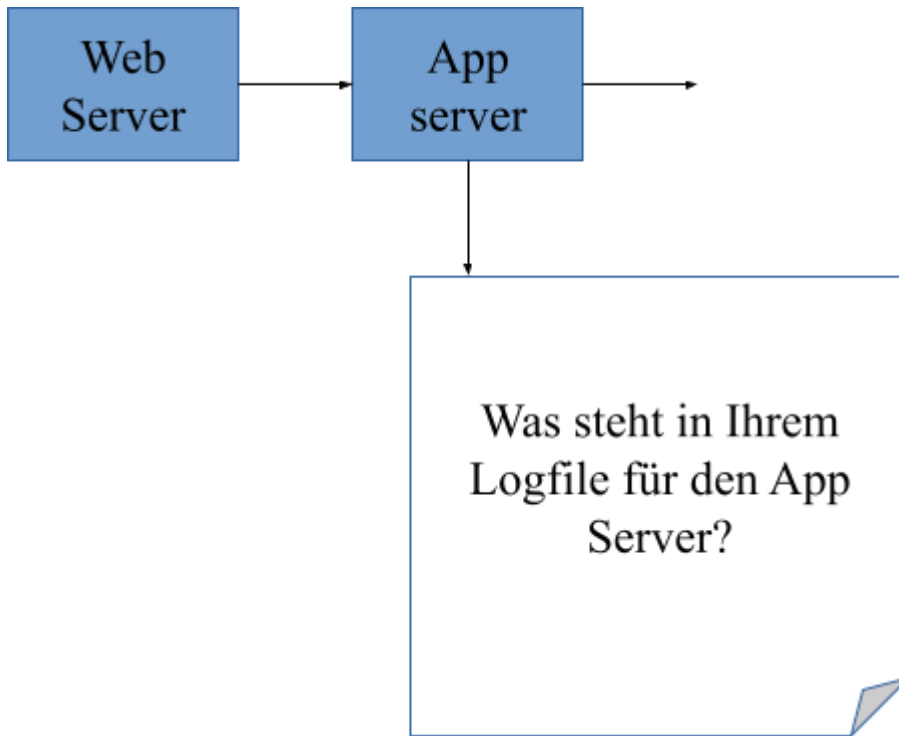 Web
Server
App
server
Was steht in Ihrem
Logfile für den App
Server?